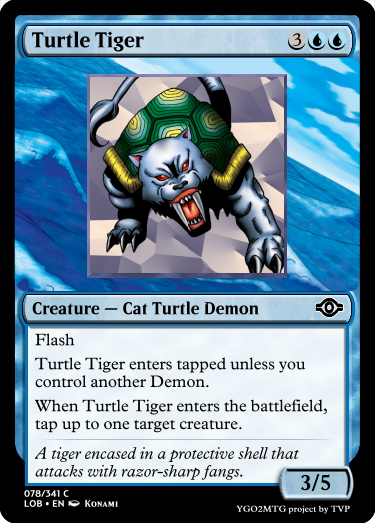 Turtle Tiger 3
Creature — Cat Turtle Demon
Flash
Turtle Tiger enters tapped unless you
control another Demon.
When Turtle Tiger enters the battlefield,
tap up to one target creature.
A tiger encased in a protective shell that
attacks with razor-sharp fangs.
3/5
078/341 C
LOB • EN Konami
YGO2MTG project by TVP